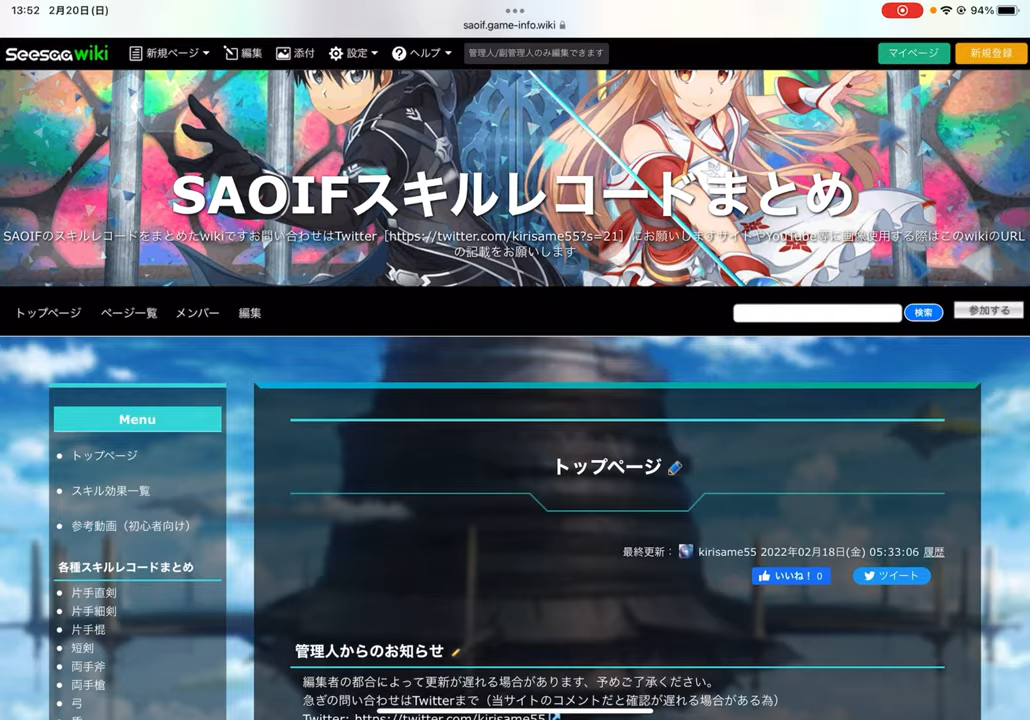 13:52 2月20日(日)
94%
saoif.game-info.wiki
Seesaa wiki
新規ページ
編集
添付
設定
ヘルプ
管理人/副管理人のみ編集できます
マイページ
新規登録
SAOIFスキルレコードまとめ
SAOIFのスキルレコードをまとめたwikiですお問い合わせはTwitter［https://twitter.com/kirisame55?s=21］にお願いしますサイトやYouTube等に画像使用する際はこのwikiのURL
の記載をお願いします
トップページ
ページ一覧
メンバー
編集
検索
参加する
Menu
トップページ
スキル効果一覧
参考動画（初心者向け）
各種スキルレコードまとめ
片手直剣
片手細剣
片手棍
短剣
両手斧
両手槍
弓
盾
トップページ
最終更新： kirisame55 2022年02月18日(金) 05:33:06 履歴
いいね！ 0
ツイート
管理人からのお知らせ
編集者の都合によって更新が遅れる場合があります、予めご了承ください。
急ぎの問い合わせはTwitterまで（当サイトのコメントだと確認が遅れる場合がある為）
Twitter: https://twitter.com/kirisame55